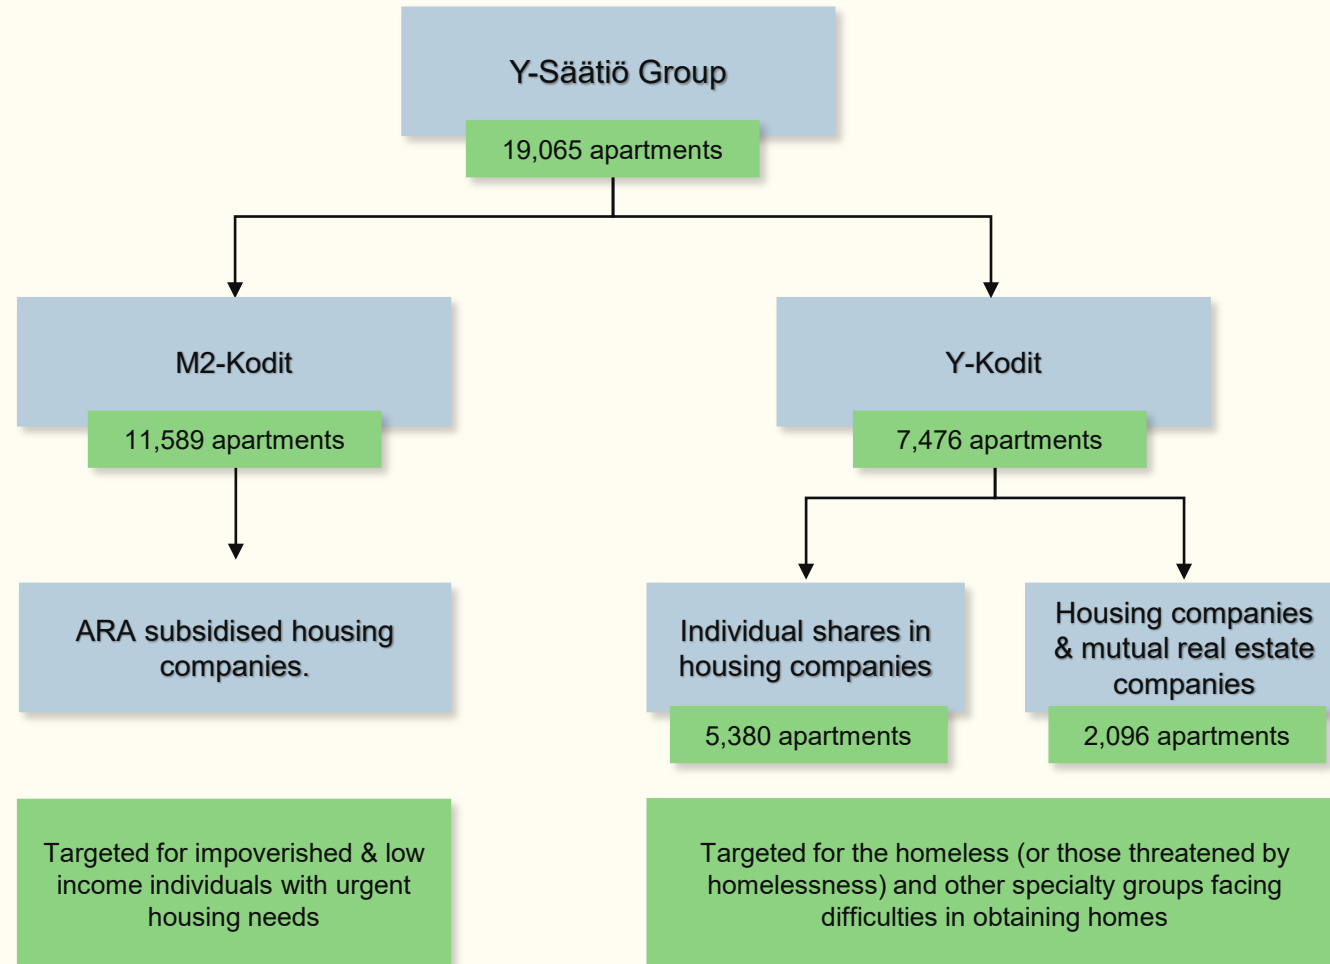 Y-Säätiö Group
19,065 apartments
M2-Kodit
11,589 apartments
Y-Kodit
7,476 apartments
ARA subsidised housing
companies.
Individual shares in
housing companies
5,380 apartments
Housing companies
& mutual real estate
companies
2,096 apartments
Targeted for impoverished & low
income individuals with urgent
housing needs
Targeted for the homeless (or those threatened by
homelessness) and other specialty groups facing
difficulties in obtaining homes